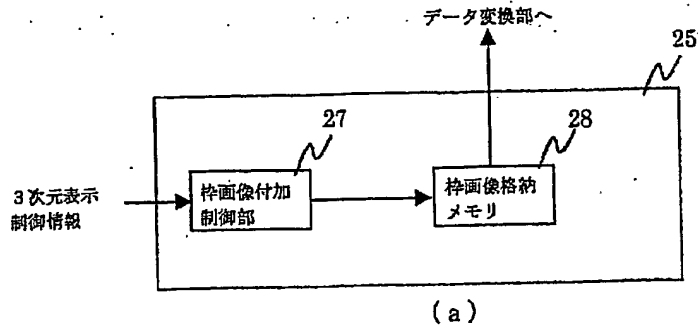 データ変換部へ
25
27
28
3次元表示
制御情報
枠画像付加
制御部
枠画像格納
メモリ
(a)